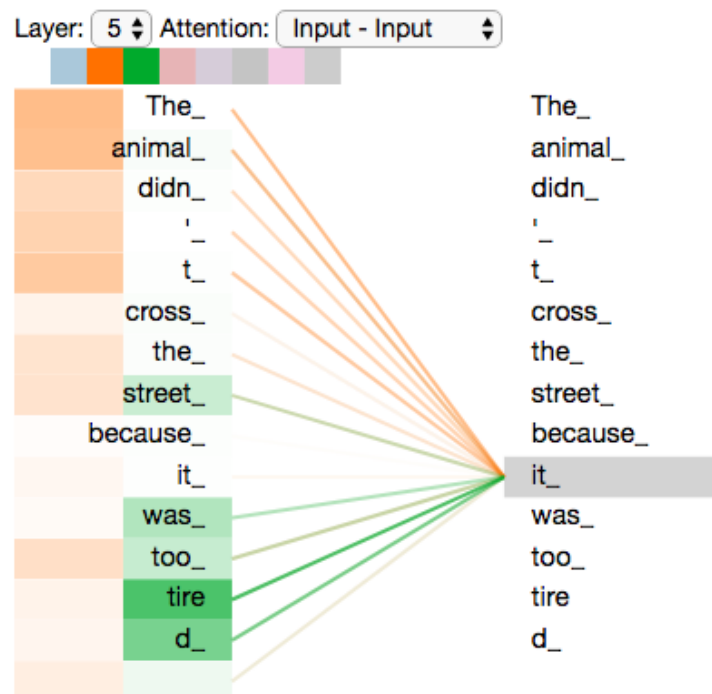 Layer: 5 Attention: Input - Input
The_ The_
animal_ animal_
didn_ didn_
'_ '_
t_ t_
cross_ cross_
the_ the_
street_ street_
because_ because_
it_ it_
was_ was_
too_ too_
tire tire
d_ d_